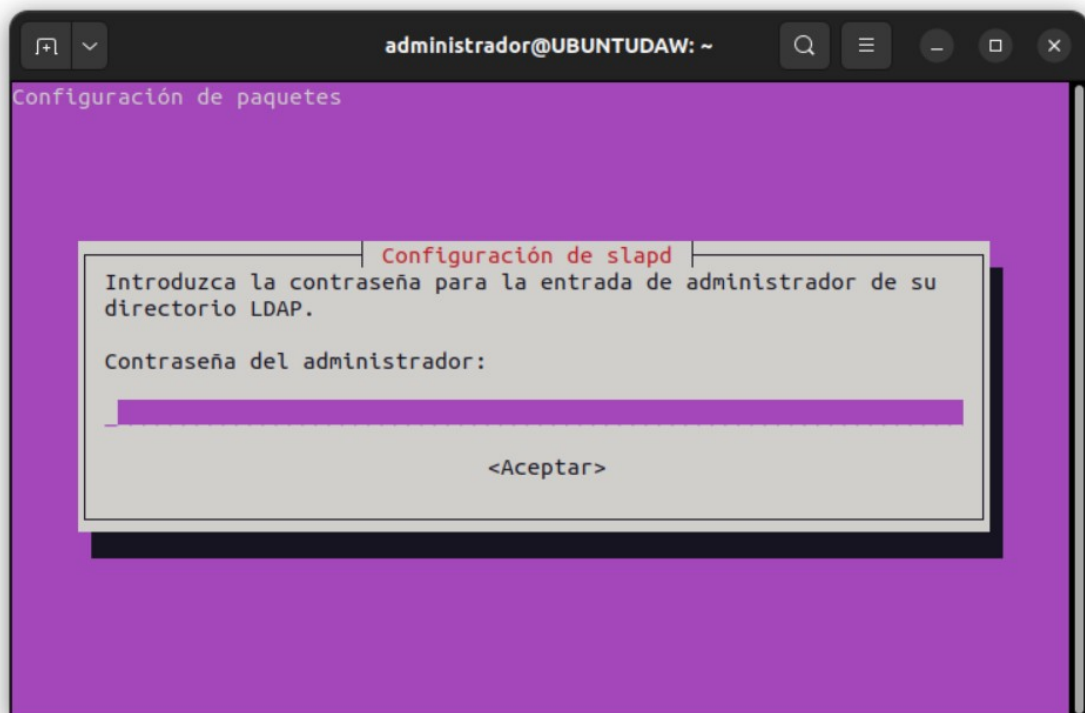 administrador@UBUNTUDAW: ~
Configuración de paquetes
Configuración de slapd
Introduzca la contraseña para la entrada de administrador de su
directorio LDAP.
Contraseña del administrador:
<Aceptar>